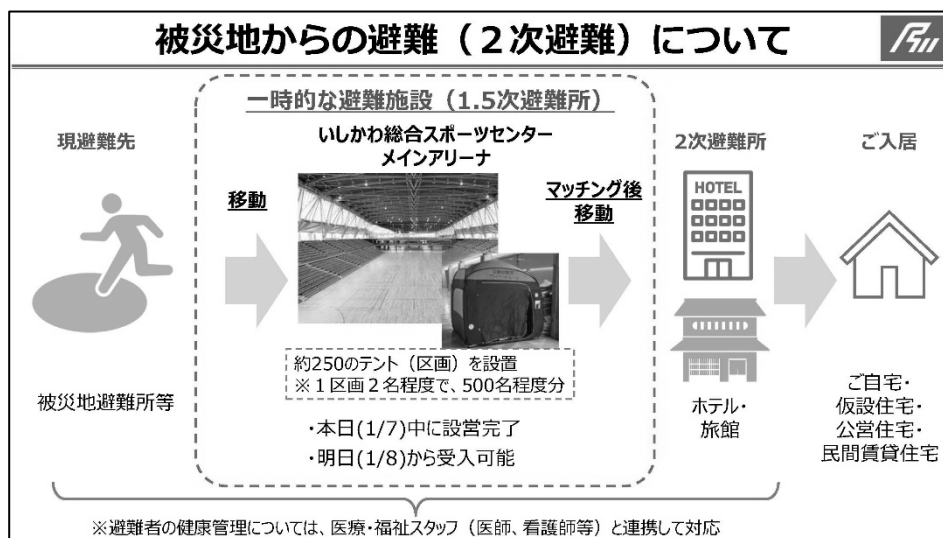 被災地からの避難（２次避難）について
一時的な避難施設（1.5次避難所）
いしかわ総合スポーツセンター
メインアリーナ
現避難先
移動
マッチング後
移動
2次避難所
ご入居
HOTEL
約250のテント（区画）を設置
※１区画２名程度で、500名程度分
被災地避難所等
・本日(1/7)中に設営完了
・明日(1/8)から受入可能
ホテル・
旅館
ご自宅・
仮設住宅・
公営住宅・
民間賃貸住宅
※避難者の健康管理については、医療・福祉スタッフ（医師、看護師等）と連携して対応